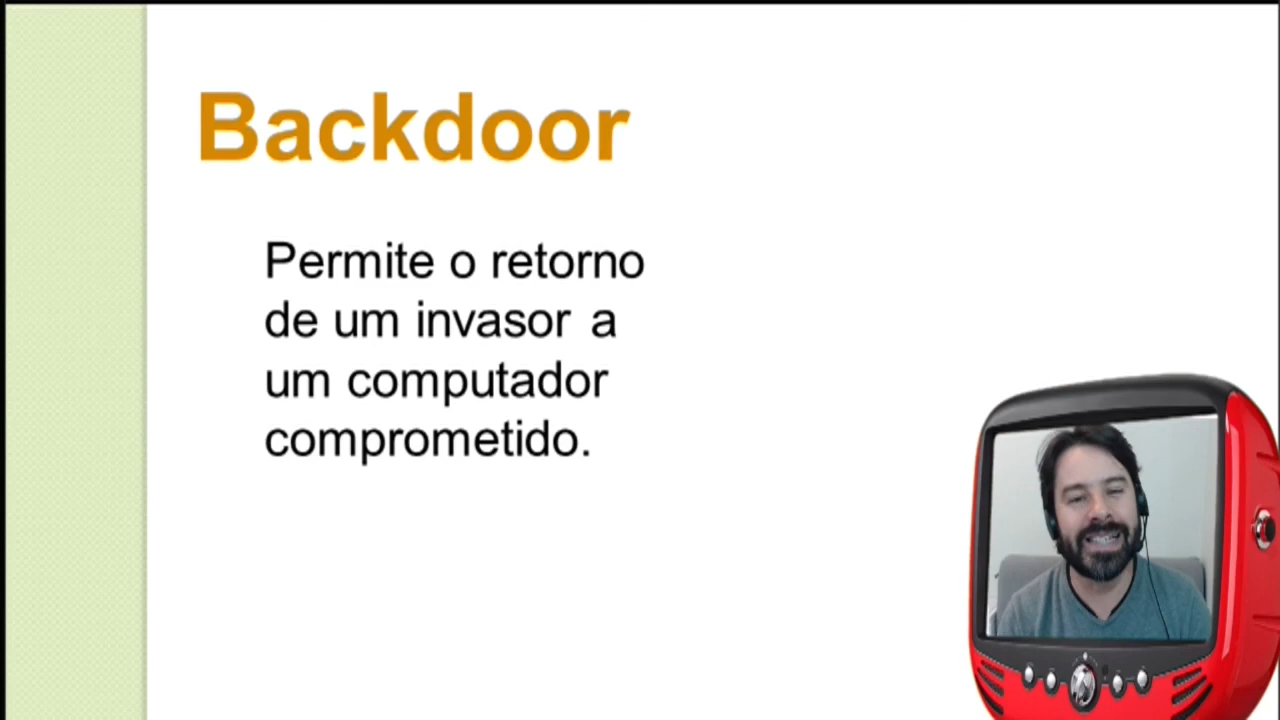 Backdoor
Permite o retorno
de um invasor a
um computador
comprometido.